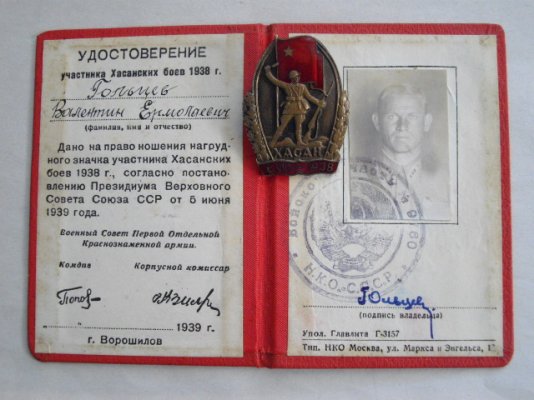 УДОСТОВЕРЕНИЕ
участника Хасанских боев 1938 г.
Гольцев
Валентин Ермолаевич
(фамилия, имя и отчество)
Дано на право ношения нагруд-
ного значка участника Хасанских
боев 1938 г., согласно постано-
влению Президиума Верховного
Совета Союза ССР от 5 июня
1939 года.
Военный Совет Первой Отдельной
Краснознаменной армии.
Комдив Корпусной комиссар
Попов
1939 г.
г. Ворошилов
ХАСАН
1938
Н.К.О.-С.С.С.Р.
Гольцев
(подпись владельца)
Упол. Главлита Г-3157
Тип. НКО Москва, ул. Маркса и Энгельса,